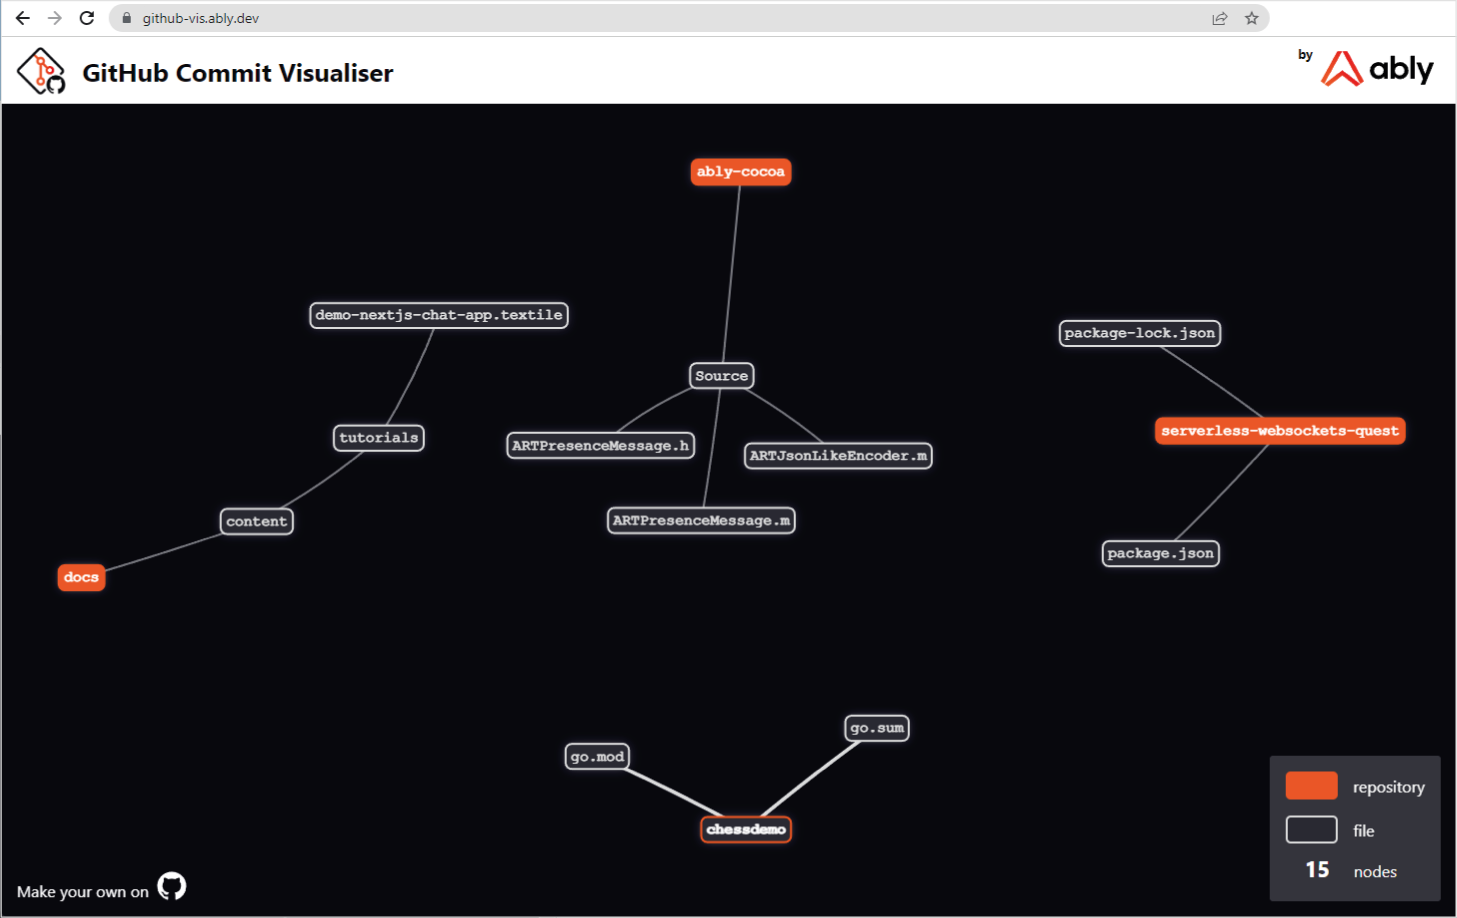 github-vis.ably.dev
GitHub Commit Visualiser
by
ably
ably-cocoa
demo-nextjs-chat-app.textile
package-lock.json
Source
serverless-websockets-quest
tutorials
ARTPresenceMessage.h
ARTJsonLikeEncoder.m
content
ARTPresenceMessage.m
package.json
docs
go.sum
go.mod
chessdemo
repository
file
15 nodes
Make your own on